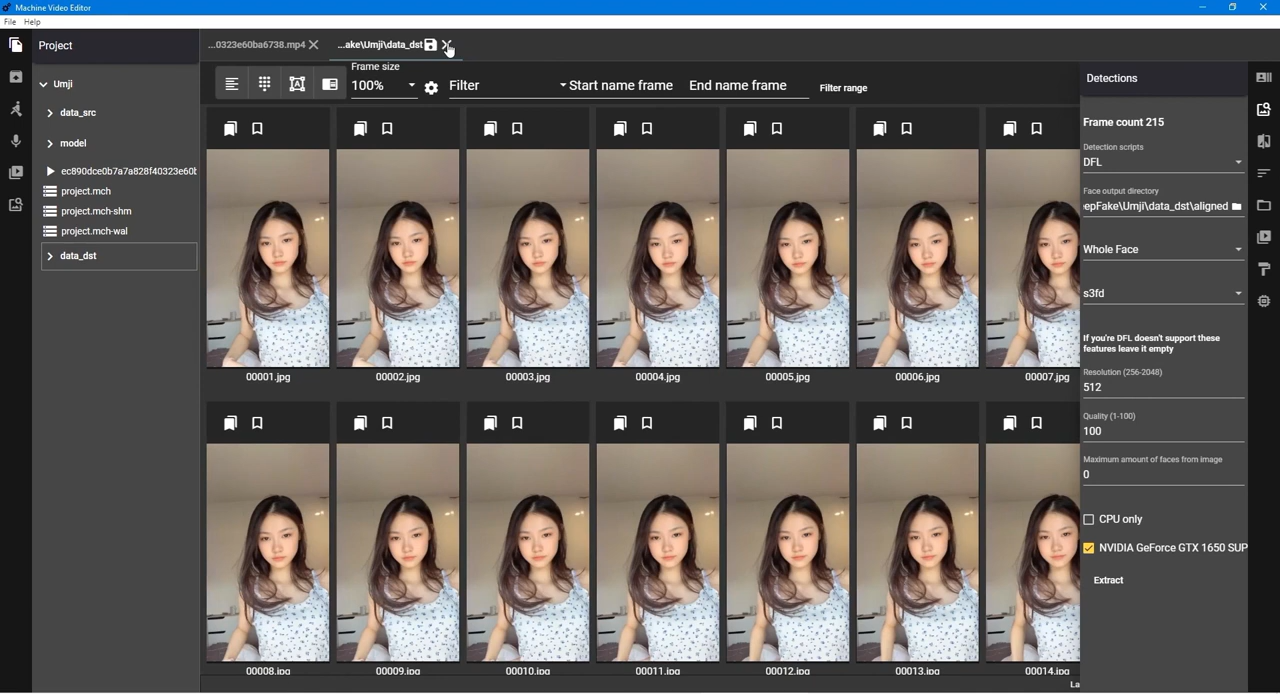 Machine Video Editor
File Help
Project
...0323e60ba6738.mp4
...ake\Umji\data_dst
Umji
data_src
model
ec890dce0b7a7a828f40323e60b
project.mch
project.mch-shm
project.mch-wal
data_dst
Frame size
100%
Filter
Start name frame
End name frame
Filter range
00001.jpg
00002.jpg
00003.jpg
00004.jpg
00005.jpg
00006.jpg
00007.jpg
00008.jpg
00009.jpg
00010.jpg
00011.jpg
00012.jpg
00013.jpg
00014.jpg
La
Detections
Frame count 215
Detection scripts
DFL
Face output directory
epFake\Umji\data_dst\aligned
Whole Face
s3fd
If you're DFL doesn't support these
features leave it empty
Resolution (256-2048)
512
Quality (1-100)
100
Maximum amount of faces from image
0
CPU only
NVIDIA GeForce GTX 1650 SUP
Extract